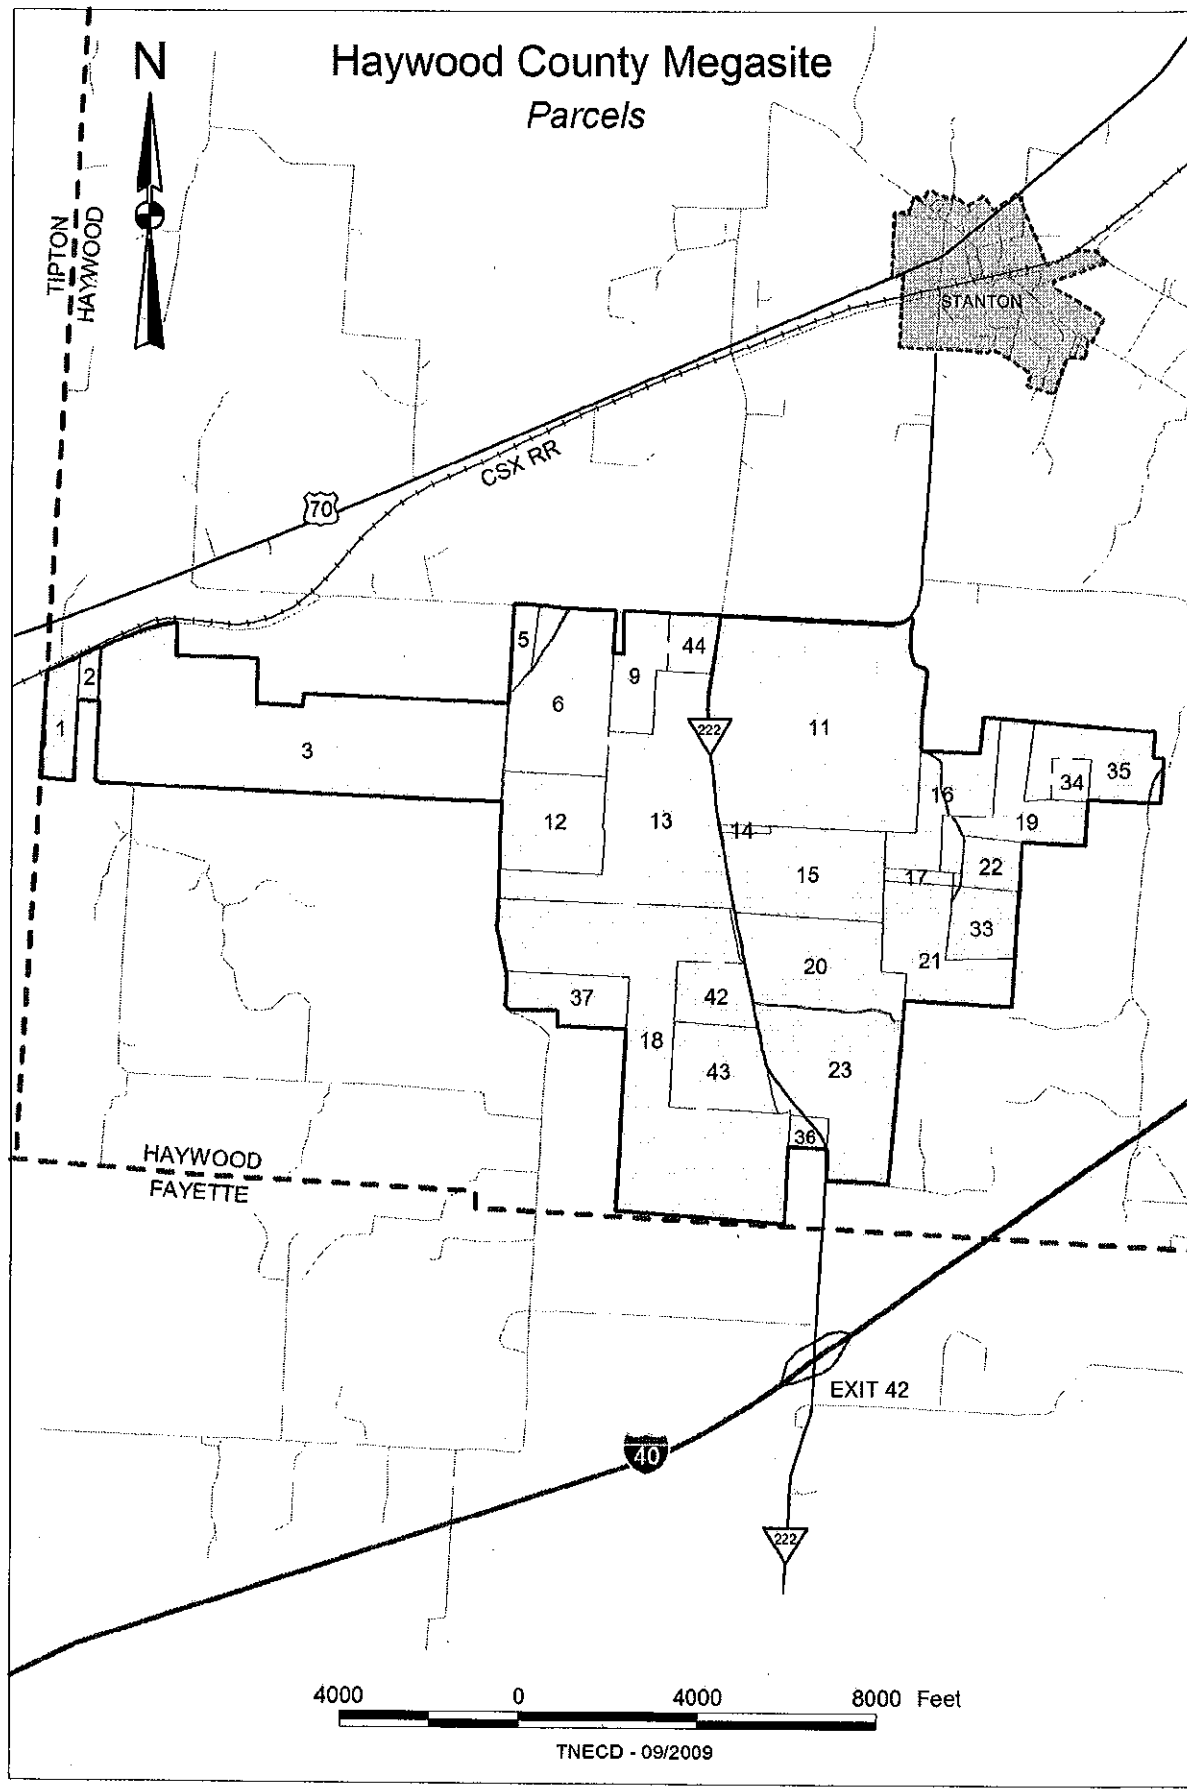 Haywood County Megasite
Parcels
N
TIPTON
HAYWOOD
STANTON
CSX RR
70
5
44
2
9
6
1
3
11
222
35
34
16
12
13
14
19
15
22
17
33
20
21
37
42
18
43
23
36
HAYWOOD
FAYETTE
EXIT 42
40
222
4000 0 4000 8000 Feet
TNECD - 09/2009